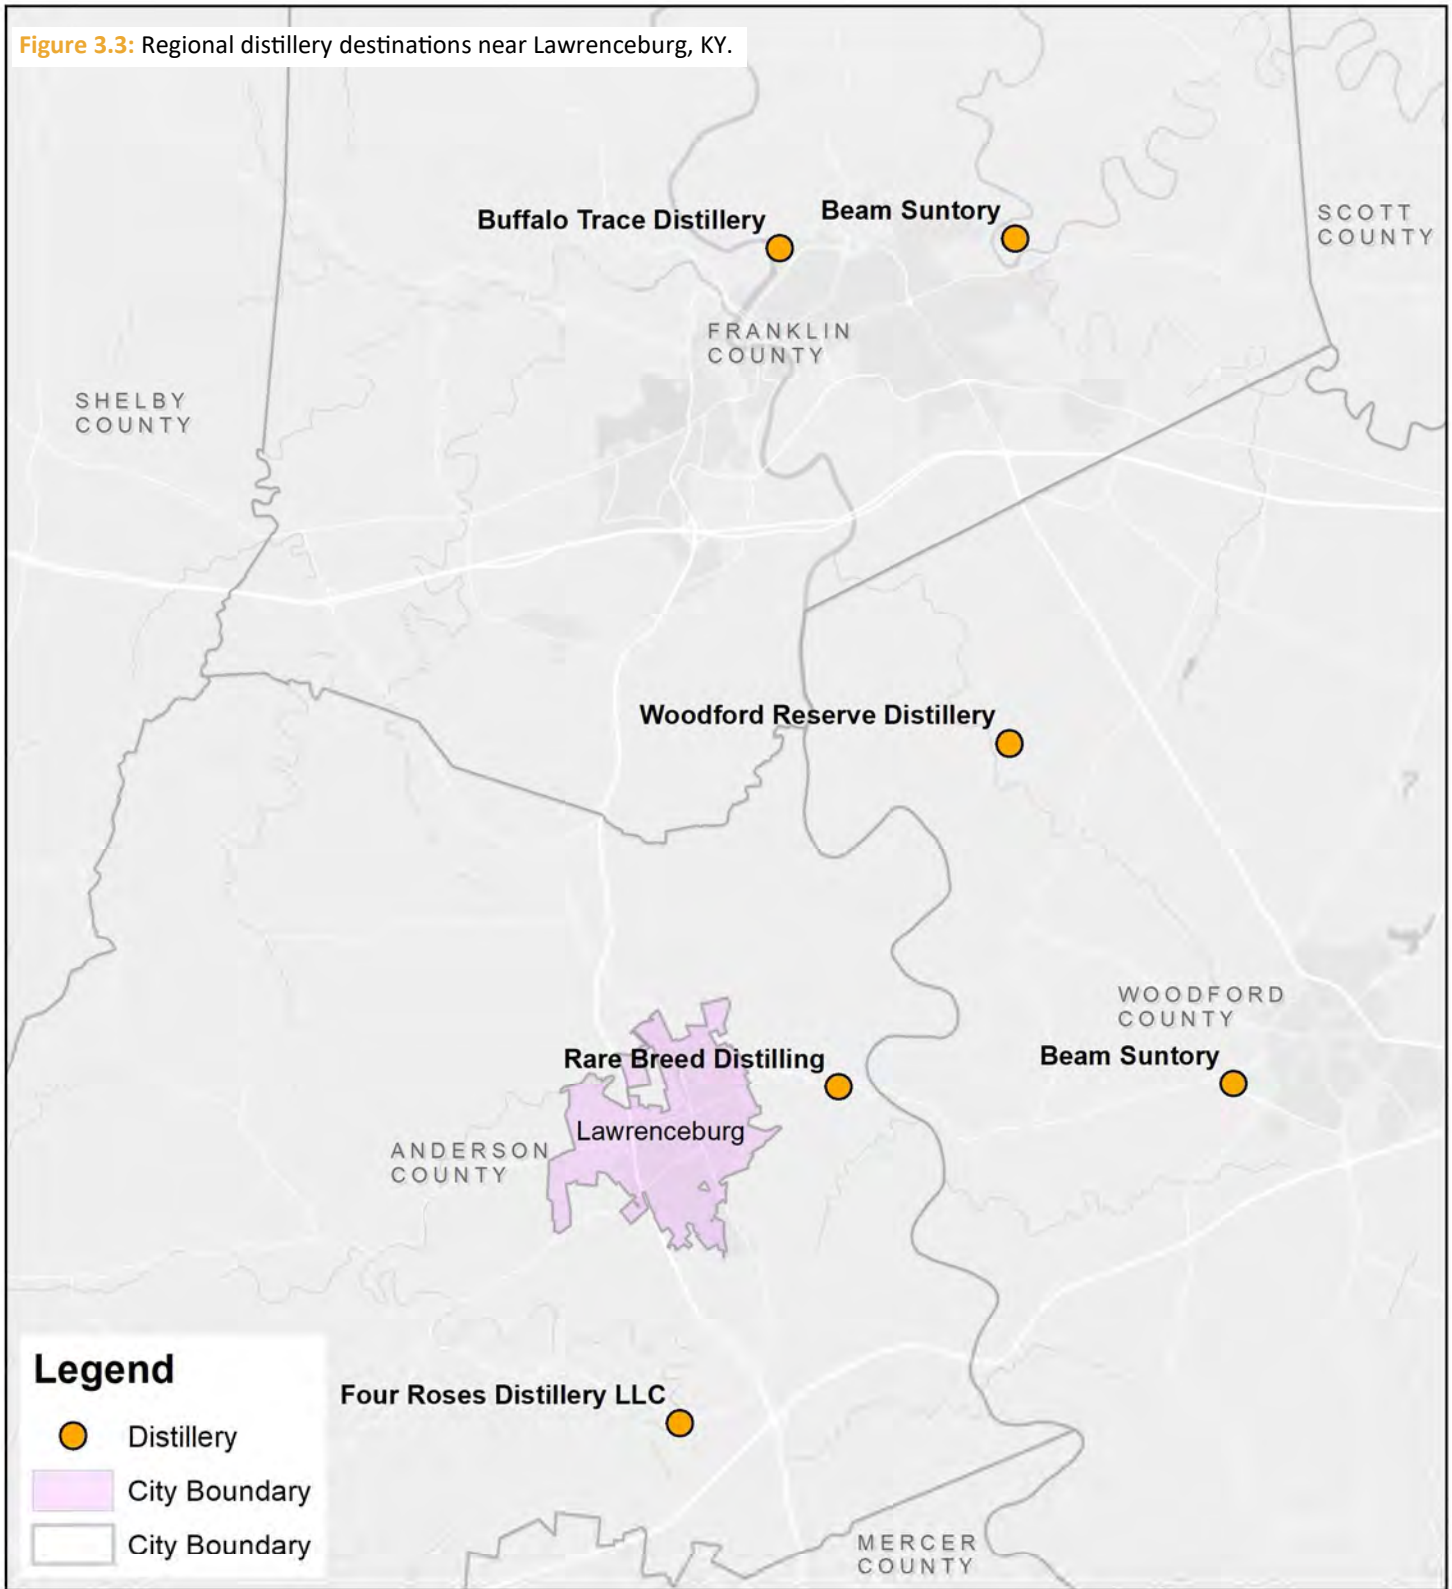 Figure 3.3: Regional distillery destinations near Lawrenceburg, KY.
Buffalo Trace Distillery
Beam Suntory
SCOTT
COUNTY
FRANKLIN
COUNTY
SHELBY
COUNTY
Woodford Reserve Distillery
WOODFORD
COUNTY
Rare Breed Distilling
Beam Suntory
Lawrenceburg
ANDERSON
COUNTY
Four Roses Distillery LLC
Legend
Distillery
City Boundary
City Boundary
MERCER
COUNTY